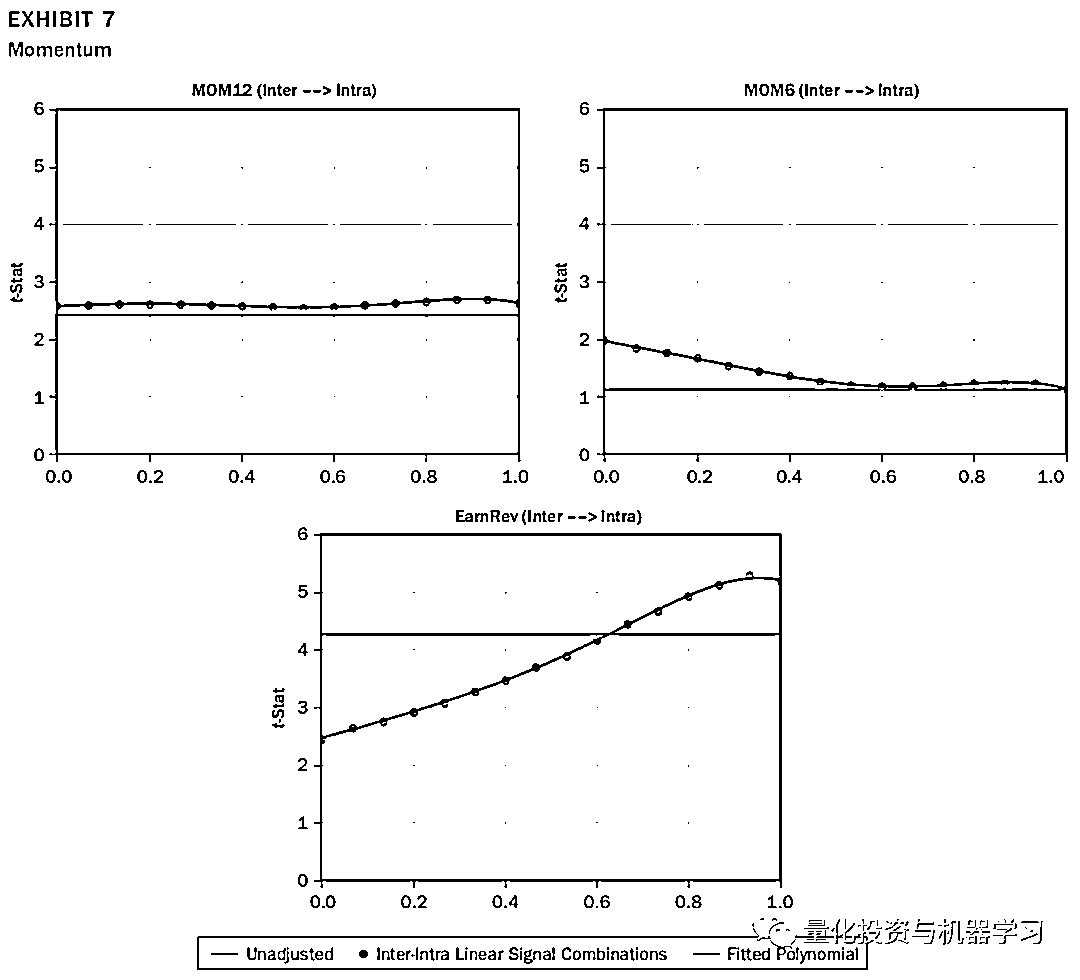 EXHIBIT 7
Momentum
MOM12 (Inter --> Intra)
6
5
4
3
2
1
0
t-Stat
0.0 0.2 0.4 0.6 0.8 1.0
MOM6 (Inter --> Intra)
6
5
4
3
2
1
0
t-Stat
0.0 0.2 0.4 0.6 0.8 1.0
EarnRev (Inter --> Intra)
6
5
4
3
2
1
0
t-Stat
0.0 0.2 0.4 0.6 0.8 1.0
Unadjusted Inter-Intra Linear Signal Combinations Fitted Polynomial
量化投资与机器学习